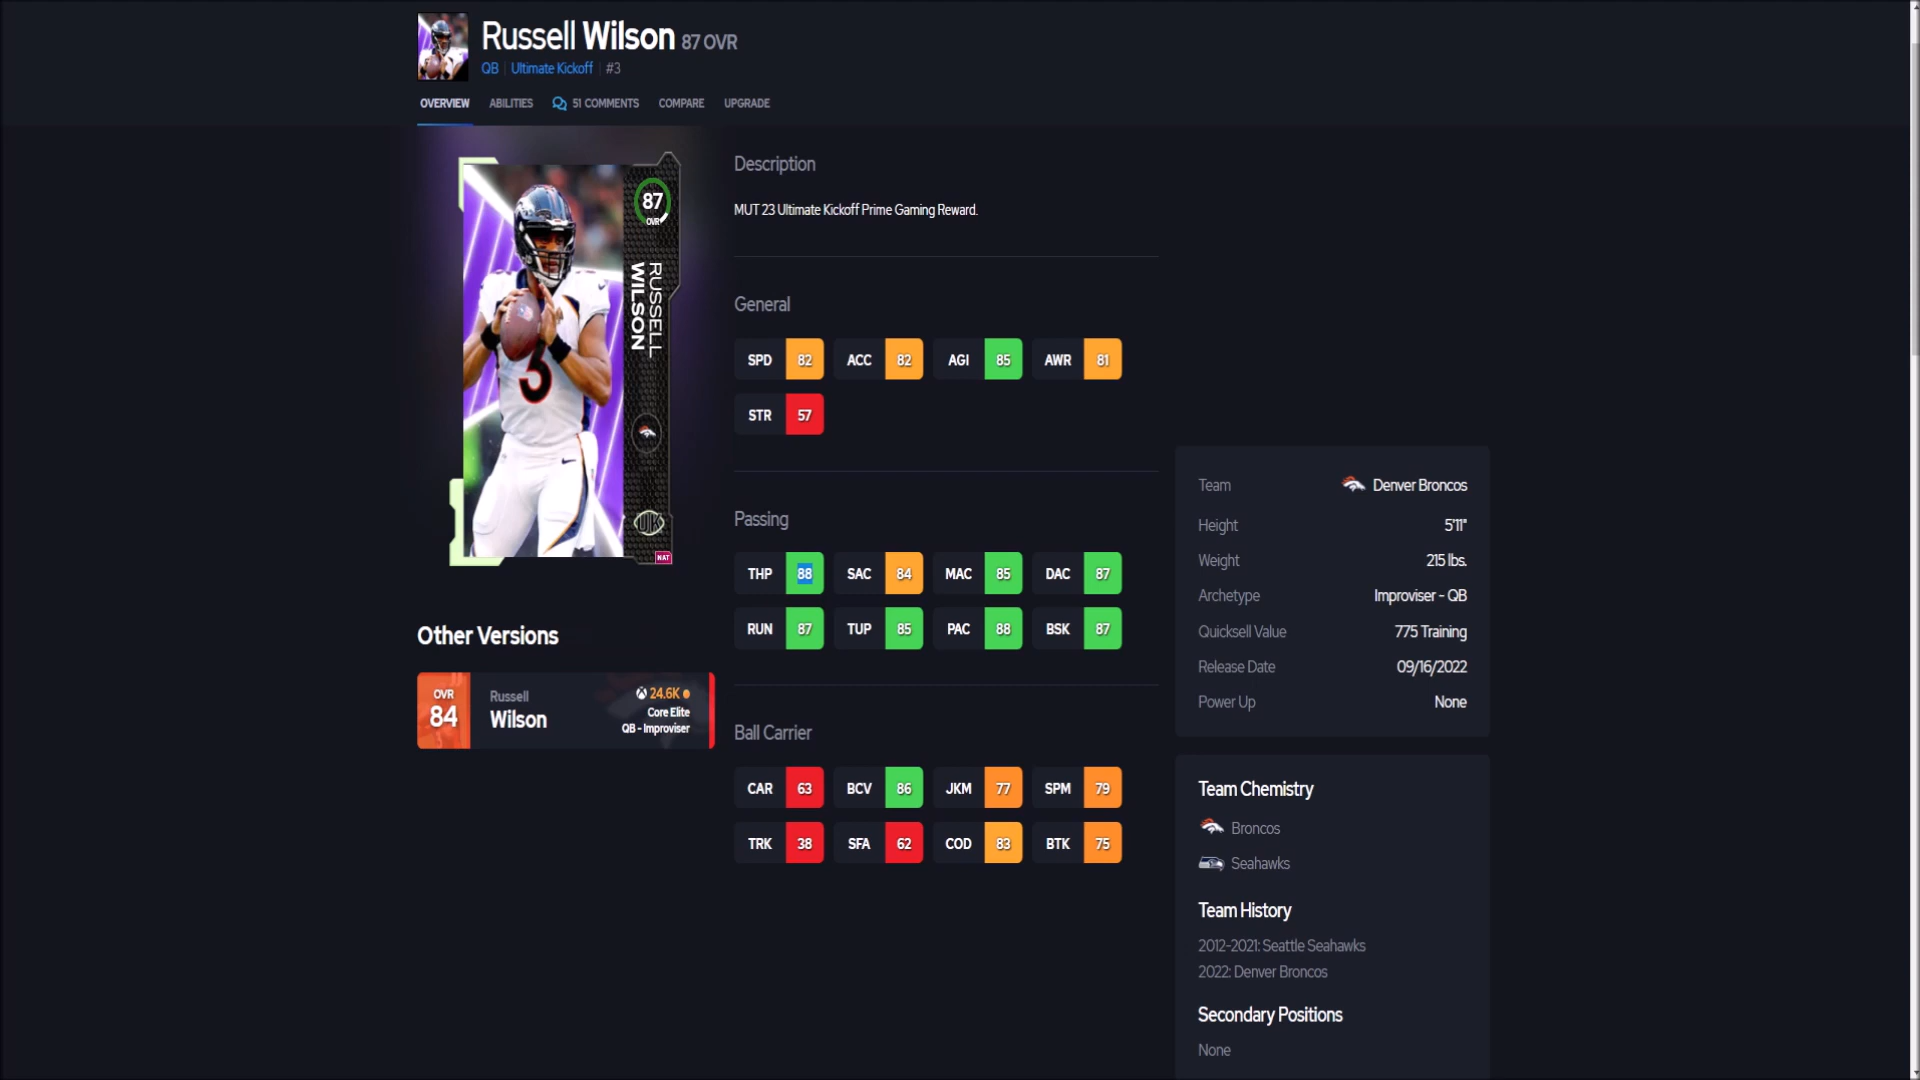 Russell Wilson 87 OVR
QB Ultimate Kickoff #3
OVERVIEW ABILITIES 51 COMMENTS COMPARE UPGRADE
87
OVR
RUSSELL
WILSON
3
UK
NAT
Other Versions
OVR
84
Russell
Wilson
24.6K
Core Elite
QB - Improviser
Description
MUT 23 Ultimate Kickoff Prime Gaming Reward.
General
SPD 82 ACC 82 AGI 85 AWR 81
STR 57
Passing
THP 88 SAC 84 MAC 85 DAC 87
RUN 87 TUP 85 PAC 88 BSK 87
Ball Carrier
CAR 63 BCV 86 JKM 77 SPM 79
TRK 38 SFA 62 COD 83 BTK 75
Team Denver Broncos
Height 5'11"
Weight 215 lbs.
Archetype Improviser - QB
Quicksell Value 775 Training
Release Date 09/16/2022
Power Up None
Team Chemistry
Broncos
Seahawks
Team History
2012-2021: Seattle Seahawks
2022: Denver Broncos
Secondary Positions
None